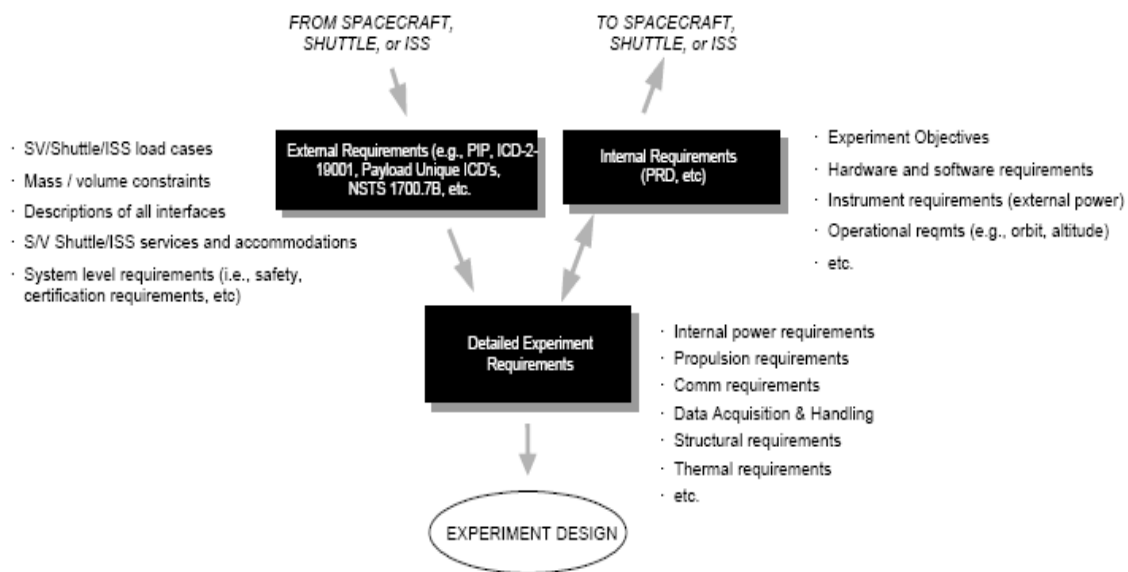 FROM SPACECRAFT,
SHUTTLE, or ISS
TO SPACECRAFT,
SHUTTLE, or ISS
· SV/Shuttle/ISS load cases
· Mass / volume constraints
· Descriptions of all interfaces
· S/V Shuttle/ISS services and accommodations
· System level requirements (i.e., safety,
certification requirements, etc)
External Requirements (e.g., PIP, ICD-2-
19001, Payload Unique ICD's,
NSTS 1700.7B, etc.
Internal Requirements
(PRD, etc)
· Experiment Objectives
· Hardware and software requirements
· Instrument requirements (external power)
· Operational reqmts (e.g., orbit, altitude)
· etc.
Detailed Experiment
Requirements
· Internal power requirements
· Propulsion requirements
· Comm requirements
· Data Acquisition & Handling
· Structural requirements
· Thermal requirements
· etc.
EXPERIMENT DESIGN